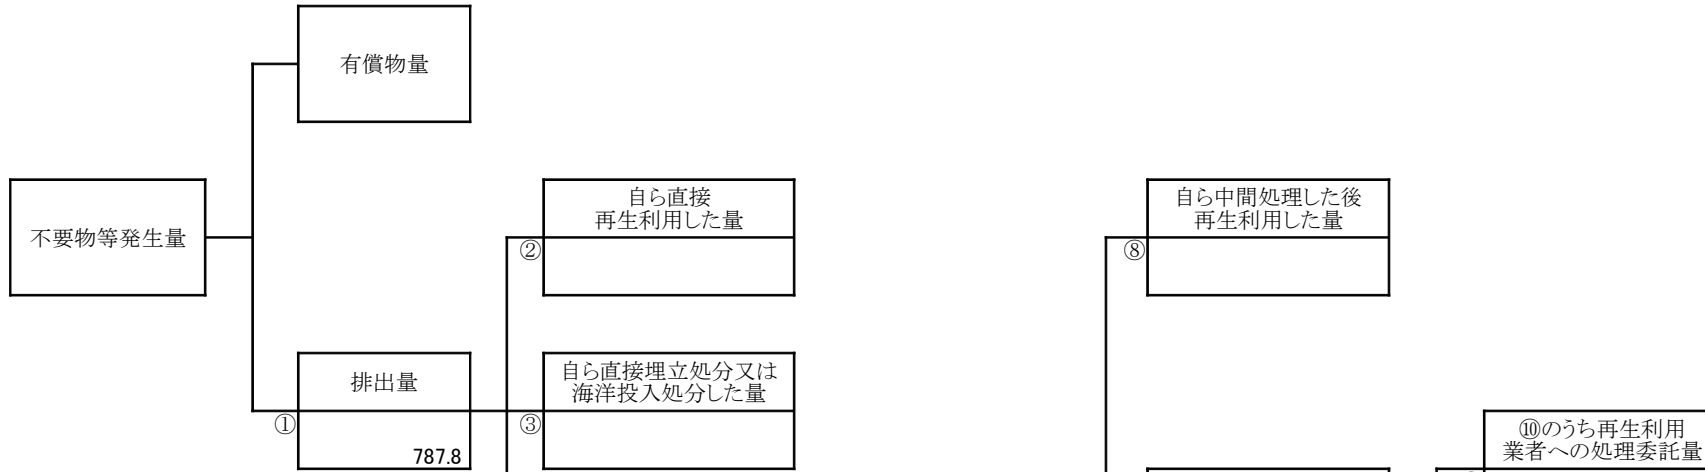 有償物量
不要物等発生量
自ら直接
再生利用した量
②
自ら中間処理した後
再生利用した量
⑧
排出量
①
787.8
自ら直接埋立処分又は
海洋投入処分した量
③
⑩のうち再生利用
業者への処理委託量